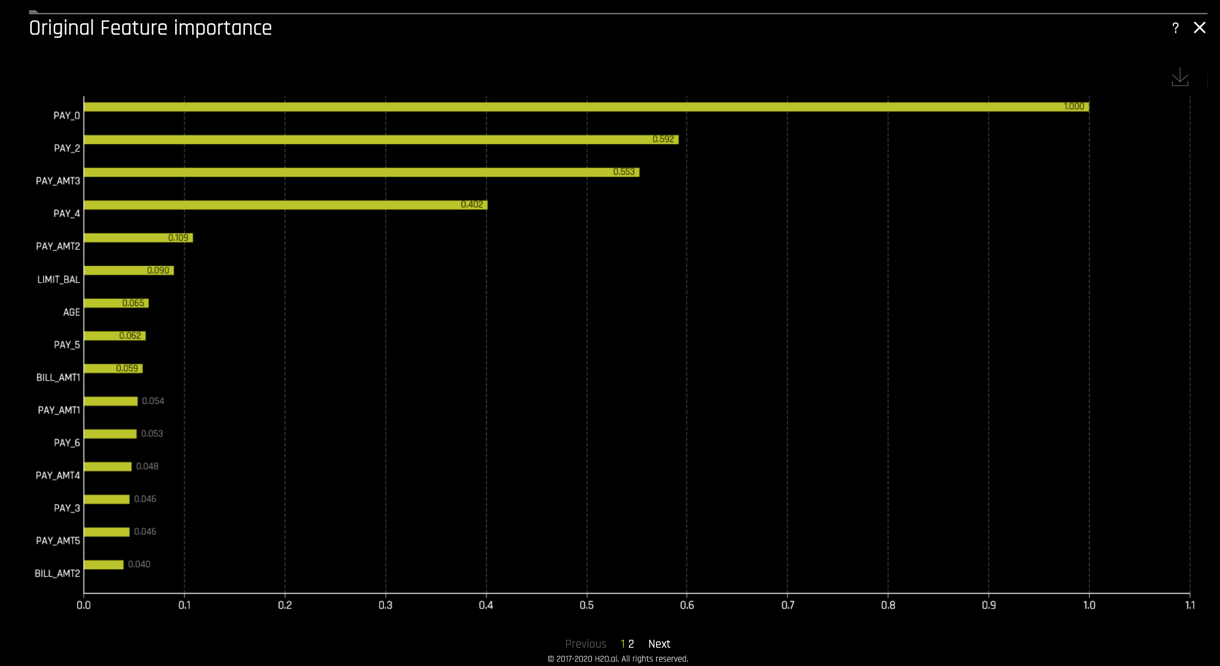 Original Feature importance
?
PAY_0 1.000
PAY_2 0.592
PAY_AMT3 0.553
PAY_4 0.402
PAY_AMT2 0.109
LIMIT_BAL 0.090
AGE 0.065
PAY_5 0.062
BILL_AMT1 0.059
PAY_AMT1 0.054
PAY_6 0.053
PAY_AMT4 0.048
PAY_3 0.046
PAY_AMT5 0.046
BILL_AMT2 0.040
0.0 0.1 0.2 0.3 0.4 0.5 0.6 0.7 0.8 0.9 1.0 1.1
Previous 1 2 Next
© 2017-2020 H2O.ai. All rights reserved.